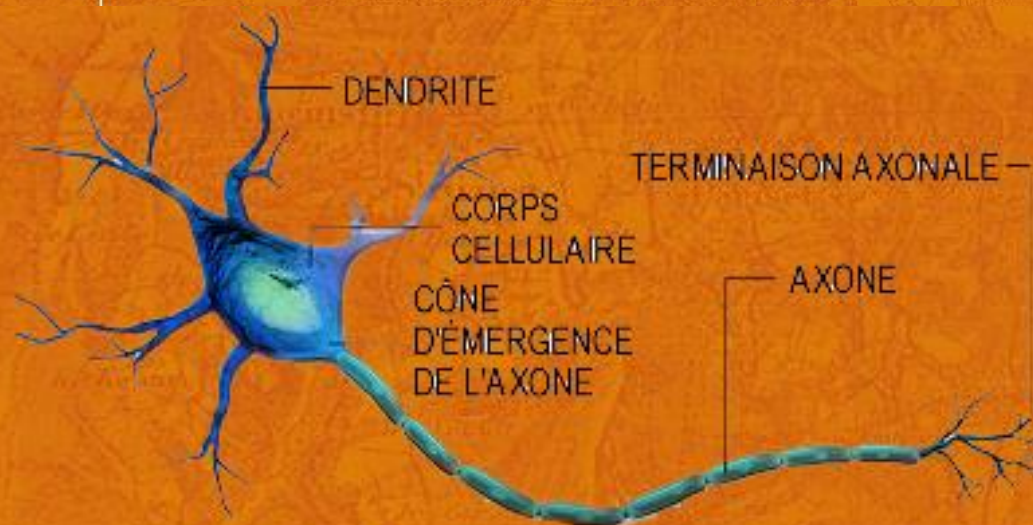 DENDRITE
TERMINAISON AXONALE
CORPS
CELLULAIRE
AXONE
CÔNE
D'ÉMERGENCE
DE L'AXONE